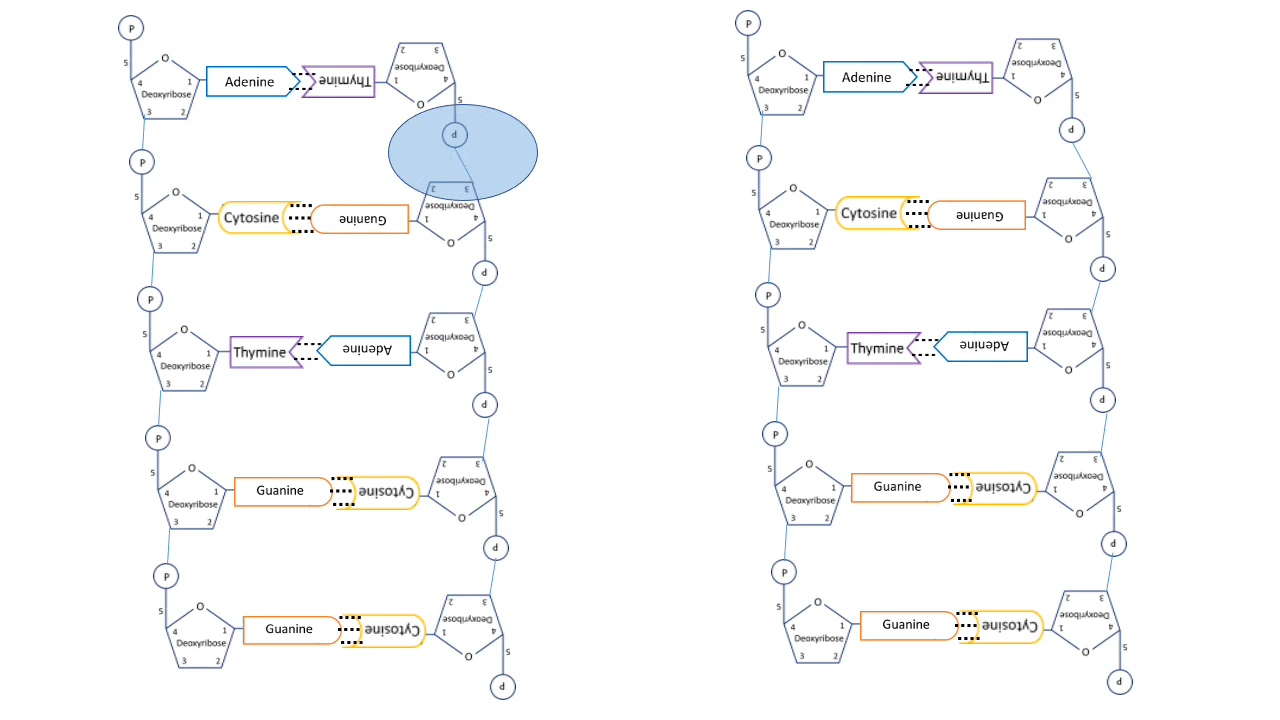 P P
5 O 2 3 5 O 2 3
4 1 Adenine Thymine 1 Deoxyribose 4 4 1 Adenine Thymine 1 Deoxyribose 4
Deoxyribose O 5 Deoxyribose O 5
3 2 3 2
P P
P P
5 O 2 3 5 O 2 3
4 1 Cytosine Guanine 1 Deoxyribose 4 4 1 Cytosine Guanine 1 Deoxyribose 4
Deoxyribose O 5 Deoxyribose O 5
3 2 3 2
P P
P P
5 O 2 3 5 O 2 3
4 1 Thymine Adenine 1 Deoxyribose 4 4 1 Thymine Adenine 1 Deoxyribose 4
Deoxyribose O 5 Deoxyribose O 5
3 2 3 2
P P
P P
5 O 2 3 5 O 2 3
4 1 Guanine Cytosine 1 Deoxyribose 4 4 1 Guanine Cytosine 1 Deoxyribose 4
Deoxyribose O 5 Deoxyribose O 5
3 2 3 2
P P
P P
5 O 2 3 5 O 2 3
4 1 Guanine Cytosine 1 Deoxyribose 4 4 1 Guanine Cytosine 1 Deoxyribose 4
Deoxyribose O 5 Deoxyribose O 5
3 2 3 2
P P